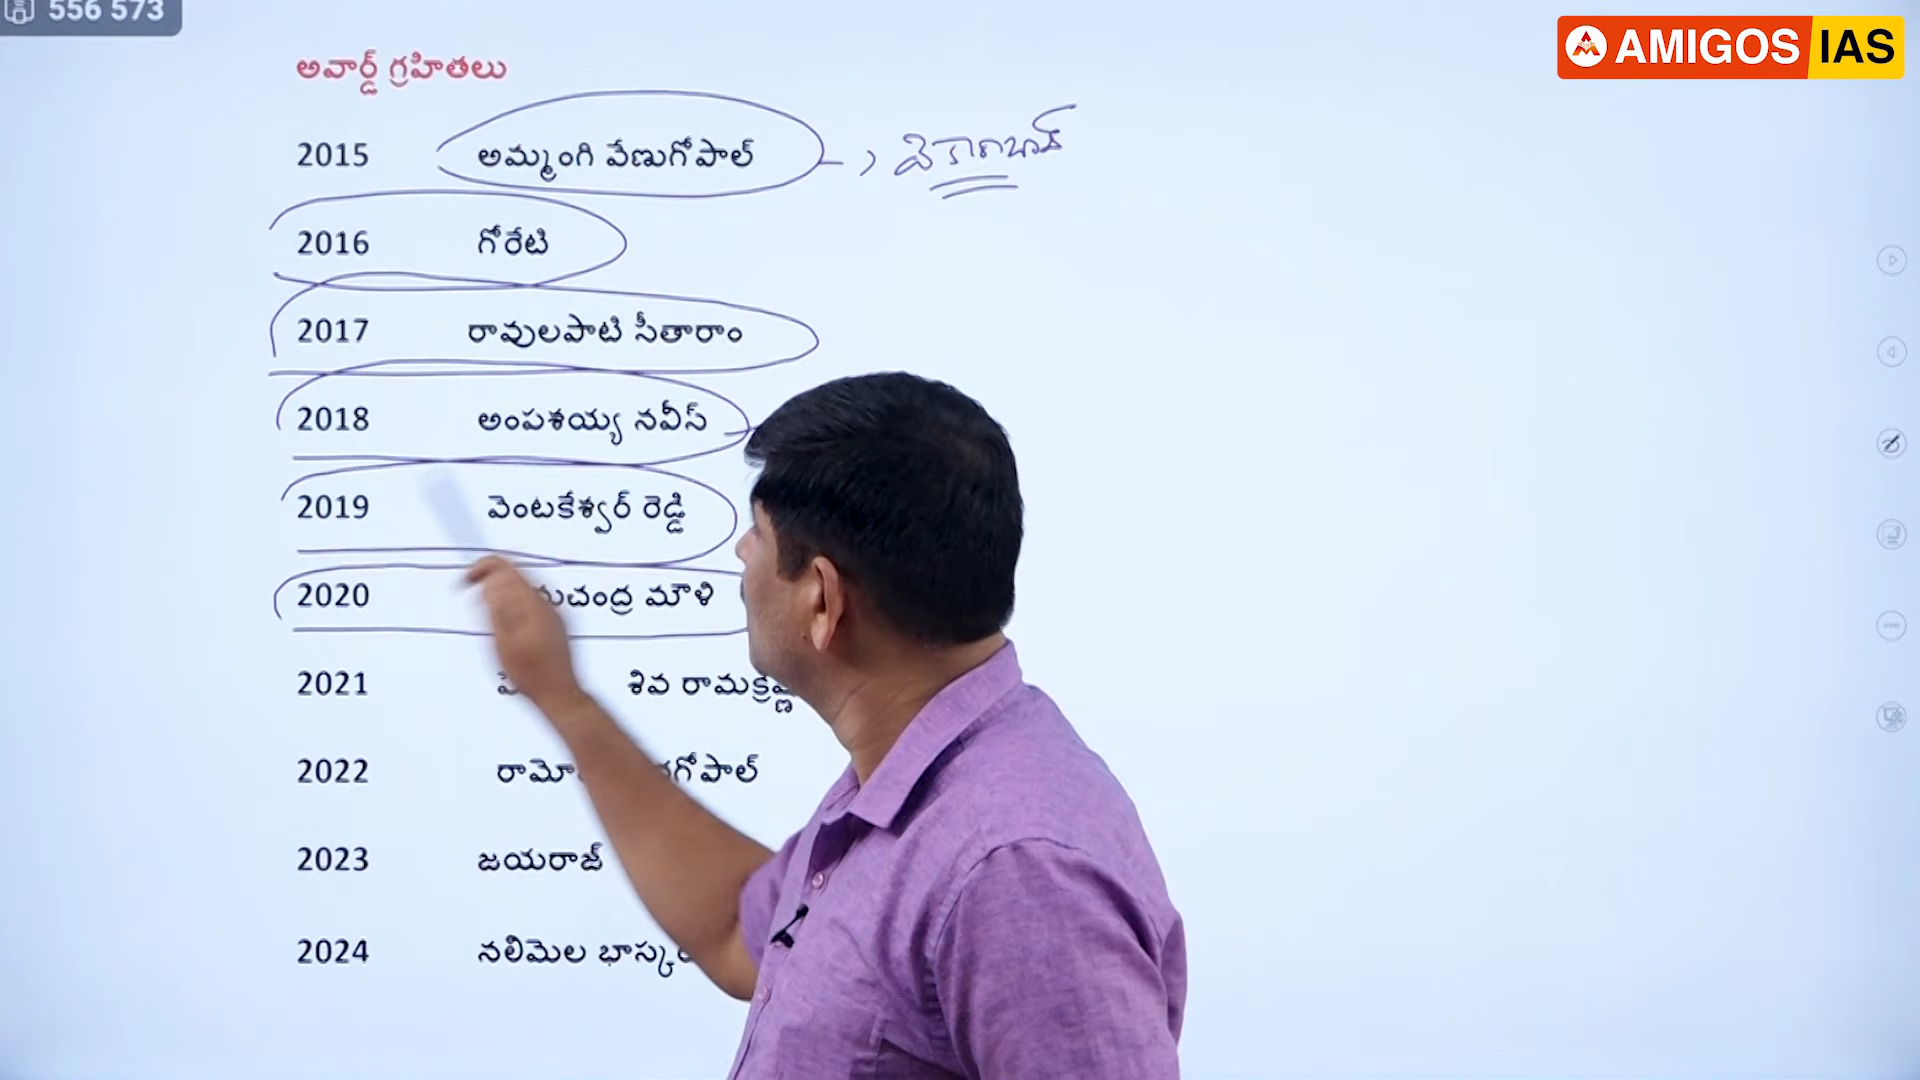 556 573
AMIGOS IAS
అవార్డ్ గ్రహితలు
2015 అమ్మంగి వేణుగోపాల్ వికారాబాద్
2016 గోరేటి
2017 రావులపాటి సీతారాం
2018 అంపశయ్య నవీన్
2019 వెంటకేశ్వర్ రెడ్డి
2020 మౌళి
2021 శివ రామకృష్ణ
2022
2023 జయరాజ్
2024 నలిమెల